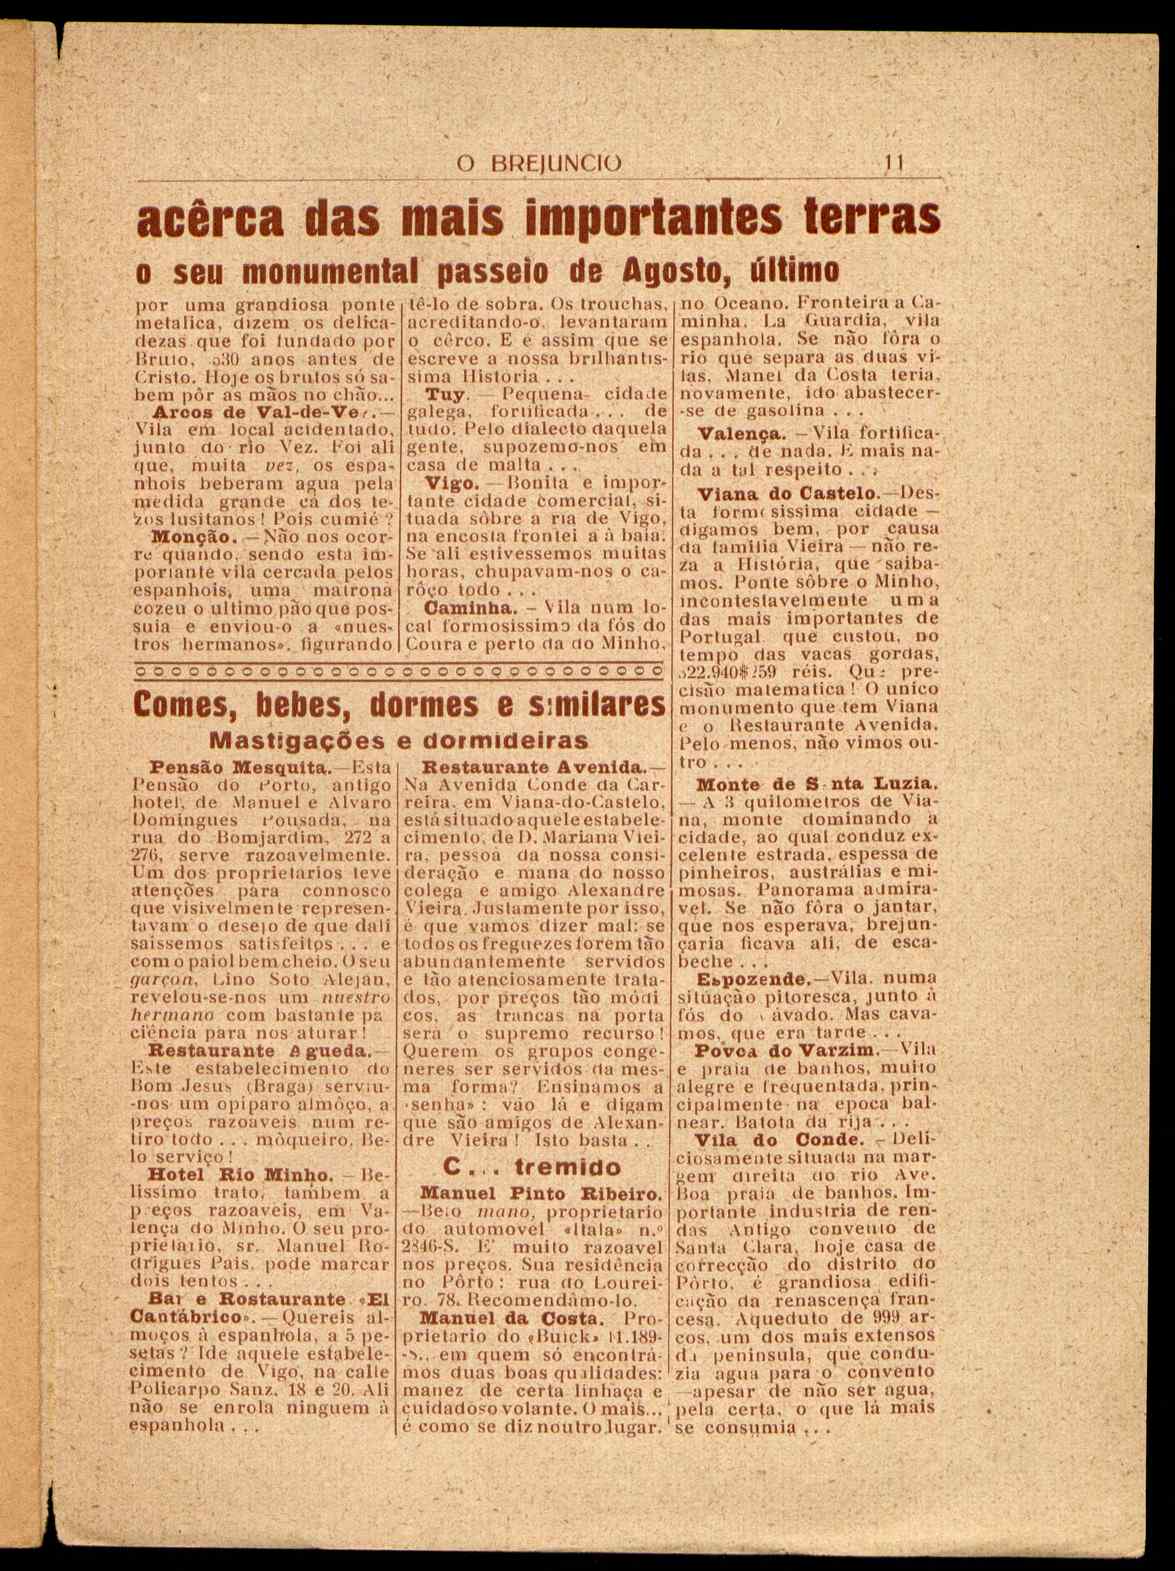 O BREJUNCIO
11
acêrca das mais importantes terras
o seu monumental passeio de Agosto, último
por uma grandiosa ponte
metalica, dizem os delica-
dezas que foi fundado por
Bruto, 530 anos antes de
Cristo. Hoje os brutos só sa-
bem pôr as mãos no chão...
Arcos de Val-de-Vez.—
Vila em local acidentado,
junto do rio Vez. Foi ali
que, muita vez, os espa-
nhois beberam agua pela
medida grande cá dos te-
zos lusitanos! Pois cumié?
Monção. — Não nos ocor-
re quando, sendo esta im-
portante vila cercada pelos
espanhois, uma matrona
cozeu o ultimo pão que pos-
suia e enviou-o a «nues-
tros hermanos», figurando
tê-lo de sobra. Os trouchas,
acreditando-o, levantaram
o cêrco. E é assim que se
escreve a nossa brilhantis-
sima Historia . . .
Tuy. — Pequena cidade
galega, fortificada . . . de
tudo. Pelo dialecto daquela
gente, supozemo-nos em
casa de malta . . .
Vigo. — Bonita e impor-
tante cidade comercial, si-
tuada sôbre a ria de Vigo,
na encosta frontei a à baía.
Se ali estivessemos muitas
horas, chupavam-nos o ca-
rôço todo . . .
Caminha. – Vila num lo-
cal formosissimo da fós do
Coura e perto da do Minho,
no Oceano. Fronteira a Ca-
minha, La Guardia, vila
espanhola. Se não fôra o
rio que separa as duas vi-
las, Manel da Costa teria,
novamente, ido abastecer-
-se de gasolina . . .
Valença. – Vila fortifica-
da . . . de nada. E mais na-
da a tal respeito . . .
Viana do Castelo.—Des-
ta formosissima cidade —
digamos bem, por causa
da familia Vieira — não re-
za a História, que saiba-
mos. Ponte sôbre o Minho,
incontestavelmente uma
das mais importantes de
Portugal que custou, no
tempo das vacas gordas,
522.940$259 réis. Que pre-
cisão matematica! O unico
monumento que tem Viana
e o Restaurante Avenida.
Pelo menos, não vimos ou-
tro . . .
Monte de Santa Luzia.
— A 3 quilometros de Via-
na, monte dominando a
cidade, ao qual conduz ex-
celente estrada, espessa de
pinheiros, austrálias e mi-
mosas. Panorama admira-
vel. Se não fôra o jantar,
que nos esperava, brejun-
çaria ficava ali, de esca-
beche . . .
Espozende.—Vila, numa
situação pitoresca, junto à
fós do Cávado. Mas cava-
mos, que era tarde . . .
Povoa do Varzim.—Vila
e praia de banhos, muito
alegre e frequentada, prin-
cipalmente na epoca bal-
near. Batota da rija . . .
Vila do Conde. — Deli-
ciosamente situada na mar-
gem direita do rio Ave.
Boa praia de banhos. Im-
portante industria de ren-
das Antigo convento de
Santa Clara, hoje casa de
correcção do distrito do
Pôrto, é grandiosa edifi-
cação da renascença fran-
cesa. Aqueduto de 999 ar-
cos, um dos mais extensos
da peninsula, que condu-
zia agua para o convento
—apesar de não ser agua,
pela certa, o que lá mais
se consumia . . .
Comes, bebes, dormes e similares
Mastigações e dormideiras
Pensão Mesquita.—Esta
Pensão do Porto, antigo
hotel, de Manuel e Alvaro
Domingues Pousada, na
rua do Bomjardim, 272 a
276, serve razoavelmente.
Um dos proprietarios teve
atenções para connosco
que visivelmente represen-
tavam o desejo de que dali
saissemos satisfeitos . . . e
com o paiol bem cheio. O seu
garçon, Lino Soto Alejan,
revelou-se-nos um nuestro
hermano com bastante pa
ciência para nos aturar!
Restaurante Agueda.—
Este estabelecimento do
Bom Jesus (Braga) serviu-
-nos um opiparo almôço, a
preços razoaveis num re-
tiro todo . . . môqueiro. Be-
lo serviço!
Hotel Rio Minho. — Be-
lissimo trato, tambem a
preços razoaveis, em Va-
lença do Minho. O seu pro-
prietario, sr. Manuel Ro-
drigues Pais, pode marcar
dois tentos . . .
Bar e Rostaurante «El
Cantábrico».—Quereis al-
moços à espanhola, a 5 pe-
setas? Ide aquele estabele-
cimento de Vigo, na calle
Policarpo Sanz, 18 e 20. Ali
não se enrola ninguem à
espanhola . . .
Restaurante Avenida.—
Na Avenida Conde da Car-
reira, em Viana-do-Castelo,
está situado aquele estabele-
cimento, de D. Mariana Viei-
ra, pessoa da nossa consi-
deração e mana do nosso
colega e amigo Alexandre
Vieira. Justamente por isso,
é que vamos dizer mal: se
todos os freguezes forem tão
abundantemente servidos
e tão atenciosamente trata-
dos, por preços tão módi
cos, as trancas na porta
será o supremo recurso!
Querem os grupos congé-
neres ser servidos da mes-
ma forma? Ensinamos a
«senha»: vão lá e digam
que são amigos de Alexan-
dre Vieira! Isto basta . .
C... tremido
Manuel Pinto Ribeiro.
—Belo mano, proprietario
do automovel «Itala» n.º
2846-S. E' muito razoavel
nos preços. Sua residência
no Pôrto: rua do Lourei-
ro, 78. Recomendâmo-lo.
Manuel da Costa. Pro-
prietario do «Buick» 11.189-
-S., em quem só encontrá-
mos duas boas qualidades:
manez de certa linhaça e
cuidadoso volante. O mais...
é como se diz noutro lugar.